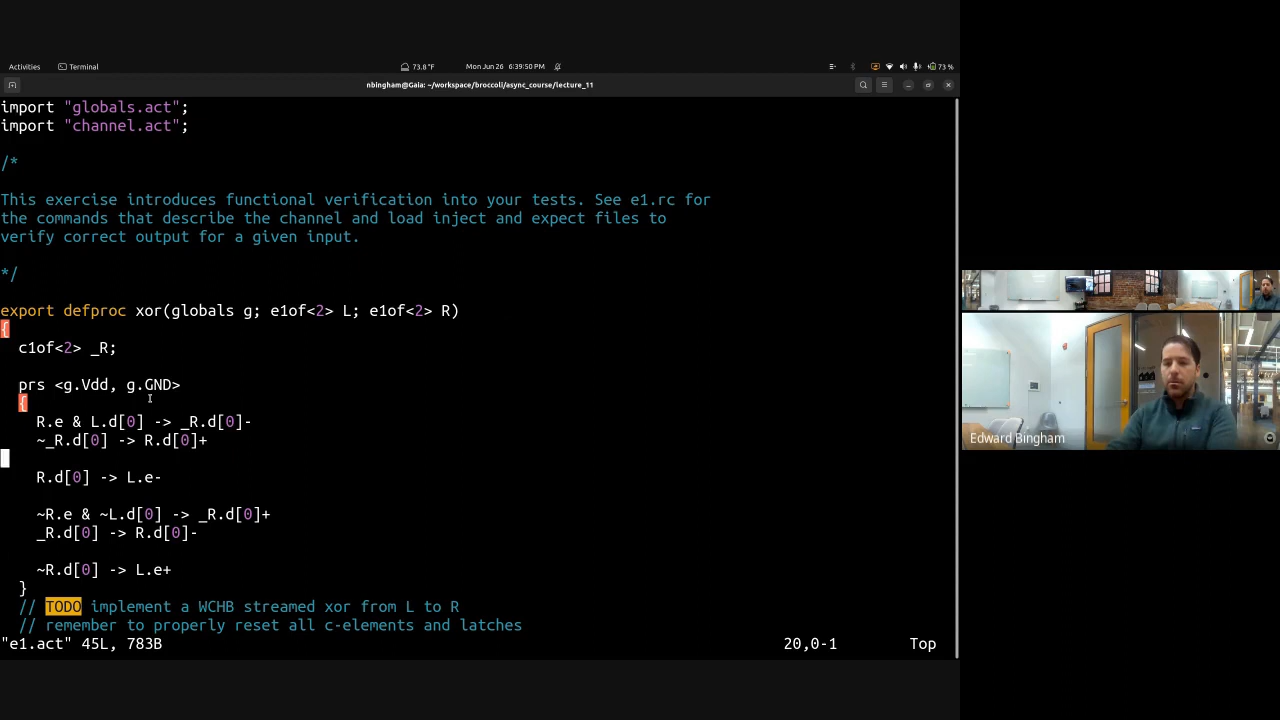 Activities
Terminal
73.8 °F
Mon Jun 26 6:39:50 PM
73 %
nbingham@Gaia: ~/workspace/broccoli/async_course/lecture_11
import "globals.act";
import "channel.act";
/*
This exercise introduces functional verification into your tests. See e1.rc for
the commands that describe the channel and load inject and expect files to
verify correct output for a given input.
*/
export defproc xor(globals g; e1of<2> L; e1of<2> R)
{
c1of<2> _R;
prs <g.Vdd, g.GND>
{
R.e & L.d[0] -> _R.d[0]-
~_R.d[0] -> R.d[0]+
R.d[0] -> L.e-
~R.e & ~L.d[0] -> _R.d[0]+
_R.d[0] -> R.d[0]-
~R.d[0] -> L.e+
}
// TODO implement a WCHB streamed xor from L to R
// remember to properly reset all c-elements and latches
"e1.act" 45L, 783B 20,0-1 Top
Edward Bingham